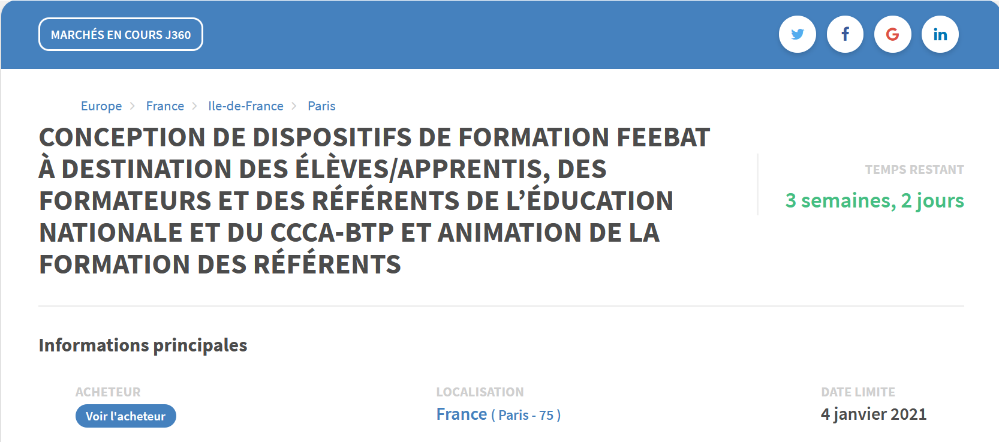 MARCHÉS EN COURS J360
Europe > France > Ile-de-France > Paris
CONCEPTION DE DISPOSITIFS DE FORMATION FEEBAT
À DESTINATION DES ÉLÈVES/APPRENTIS, DES
FORMATEURS ET DES RÉFÉRENTS DE L’ÉDUCATION
NATIONALE ET DU CCCA-BTP ET ANIMATION DE LA
FORMATION DES RÉFÉRENTS
TEMPS RESTANT
3 semaines, 2 jours
Informations principales
ACHETEUR
Voir l'acheteur
LOCALISATION
France ( Paris - 75 )
DATE LIMITE
4 janvier 2021